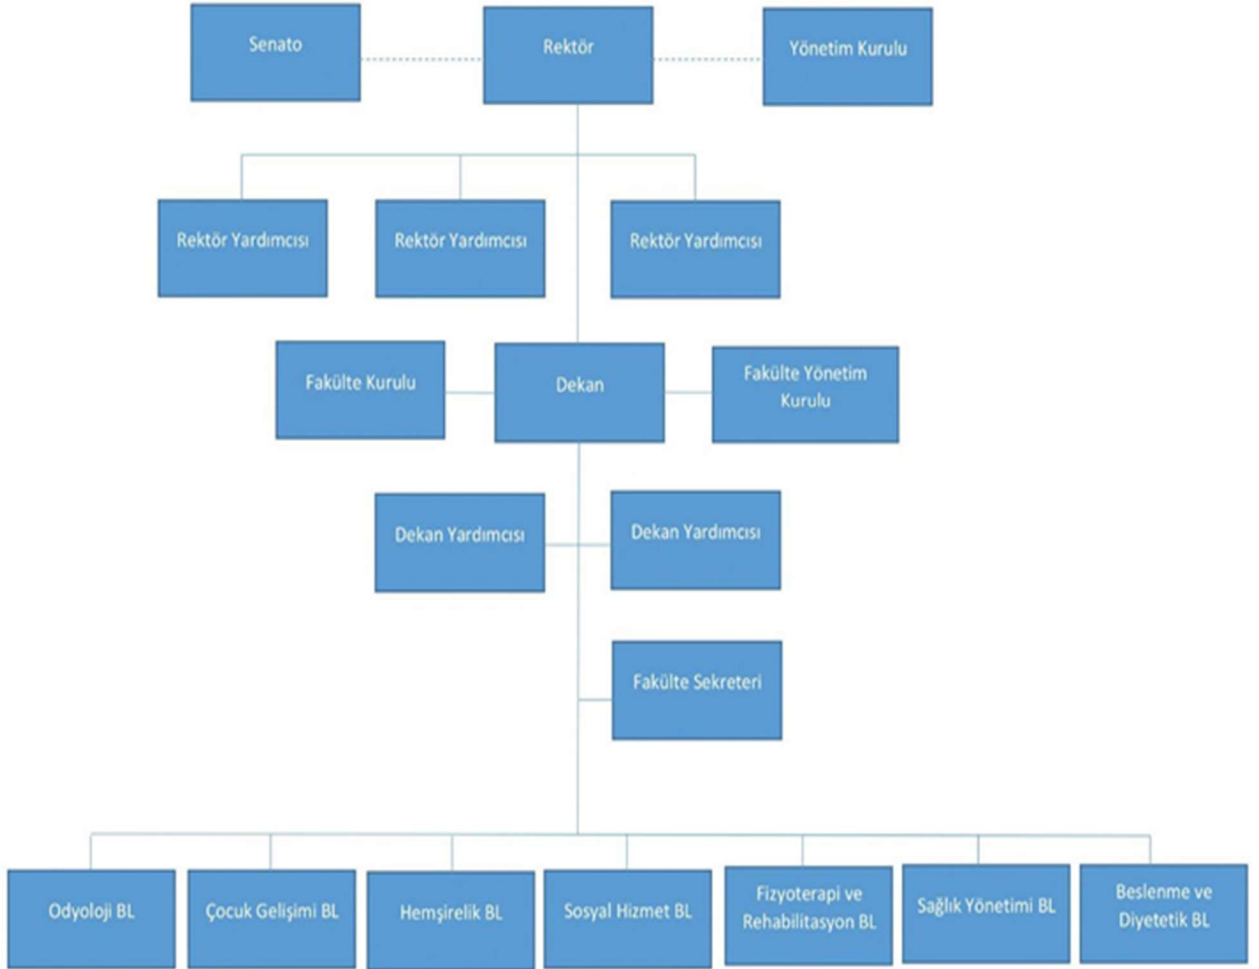 Senato
Rektör
Yönetim Kurulu
Rektör Yardımcısı
Rektör Yardımcısı
Rektör Yardımcısı
Fakülte Kurulu
Dekan
Fakülte Yönetim
Kurulu
Dekan Yardımcısı
Dekan Yardımcısı
Fakülte Sekreteri
Odyoloji BL
Çocuk Gelişimi BL
Hemşirelik BL
Sosyal Hizmet BL
Fizyoterapi ve
Rehabilitasyon BL
Sağlık Yönetimi BL
Beslenme ve
Diyetetik BL